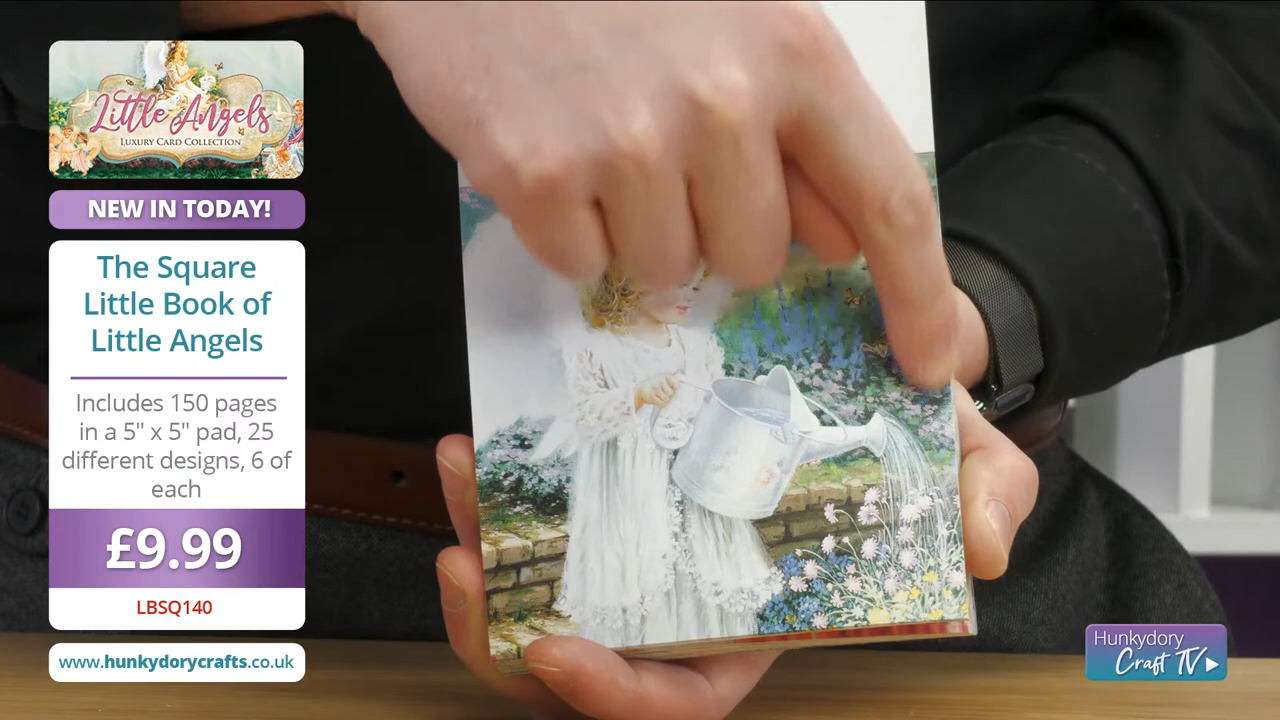 Little Angels
LUXURY CARD COLLECTION
NEW IN TODAY!
The Square
Little Book of
Little Angels
Includes 150 pages
in a 5" x 5" pad, 25
different designs, 6 of
each
£9.99
LBSQ140
www.hunkydorycrafts.co.uk
Hunkydory
Craft TV